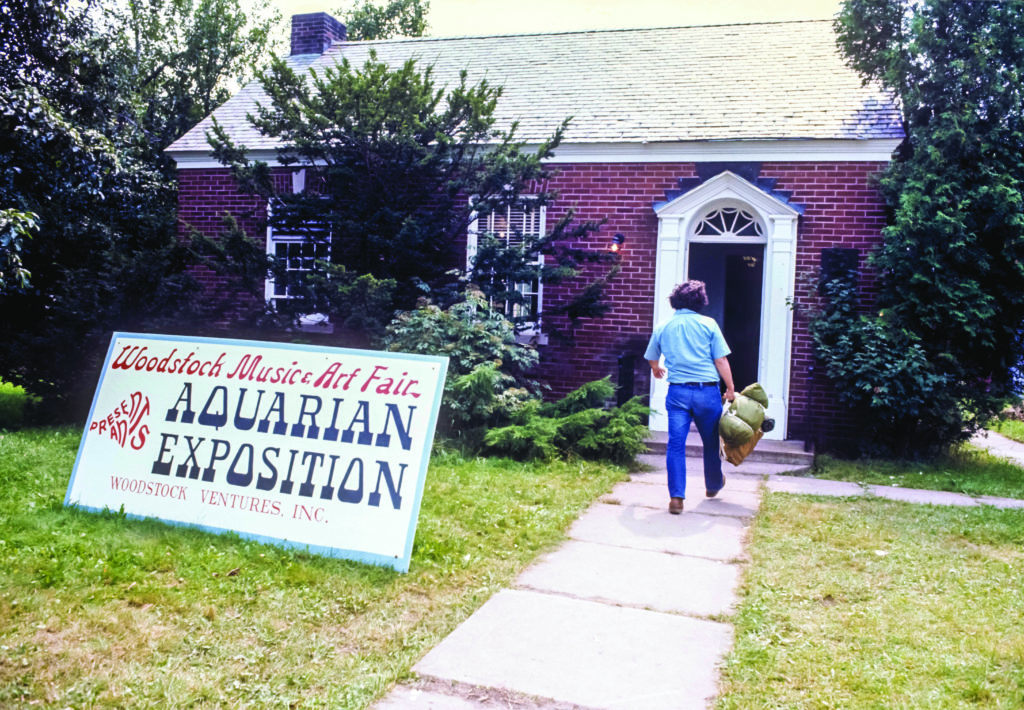 Woodstock Music & Art Fair
PRESENTS
AN
AQUARIAN
EXPOSITION
WOODSTOCK VENTURES, INC.